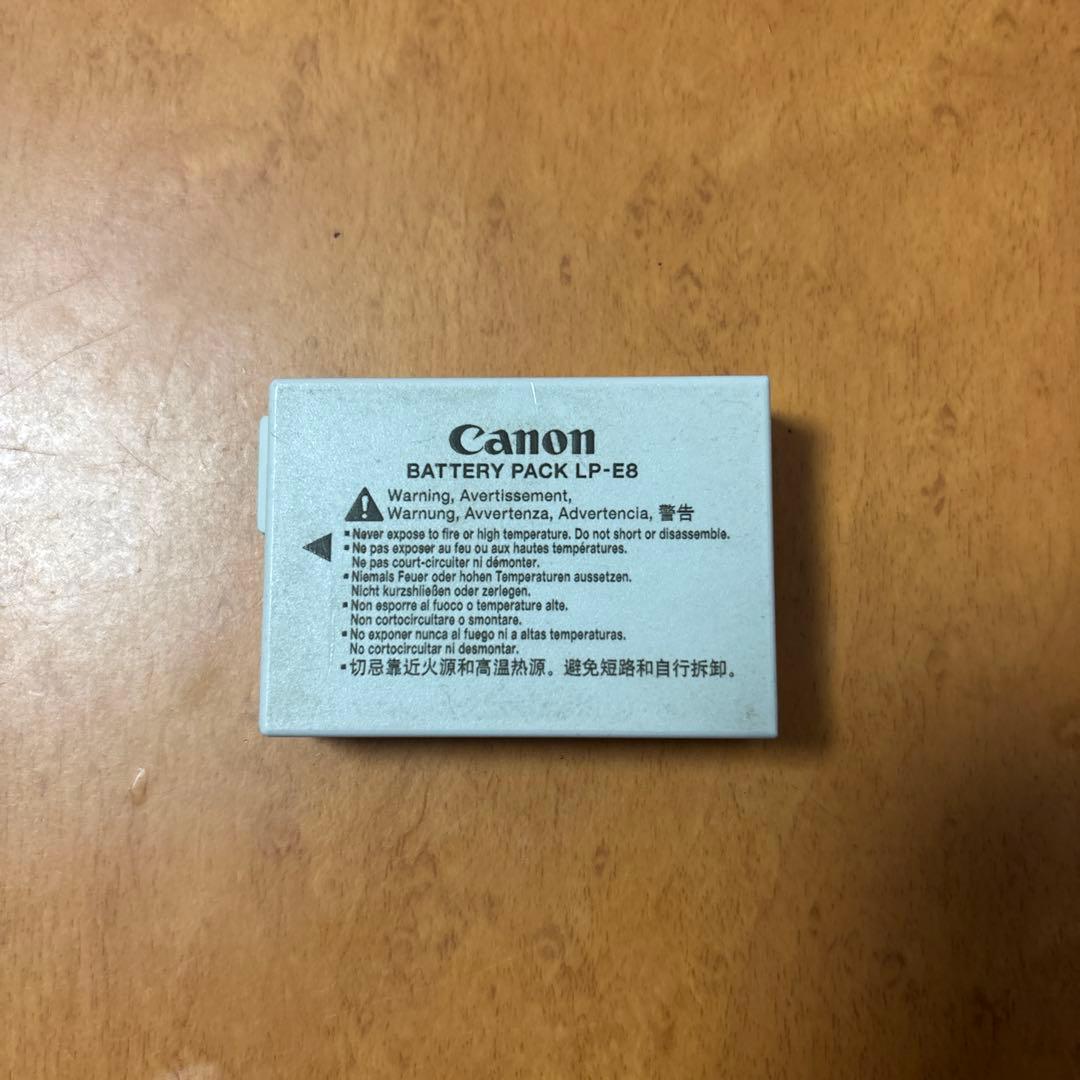 Canon
BATTERY PACK LP-E8
Warning, Avertissement,
Warnung, Avvertenza, Advertencia, 警告
▪Never expose to fire or high temperature. Do not short or disassemble.
▪Ne pas exposer au feu ou aux hautes températures.
Ne pas court-circuiter ni démonter.
▪Niemals Feuer oder hohen Temperaturen aussetzen.
Nicht kurzshließen oder zerlegen.
▪Non esporre al fuoco o temperature alte.
Non cortocircuitare o smontare.
▪No exponer nunca al fuego ni a altas temperaturas.
No cortocircuitar ni desmontar.
▪切忌靠近火源和高温热源。避免短路和自行拆卸。